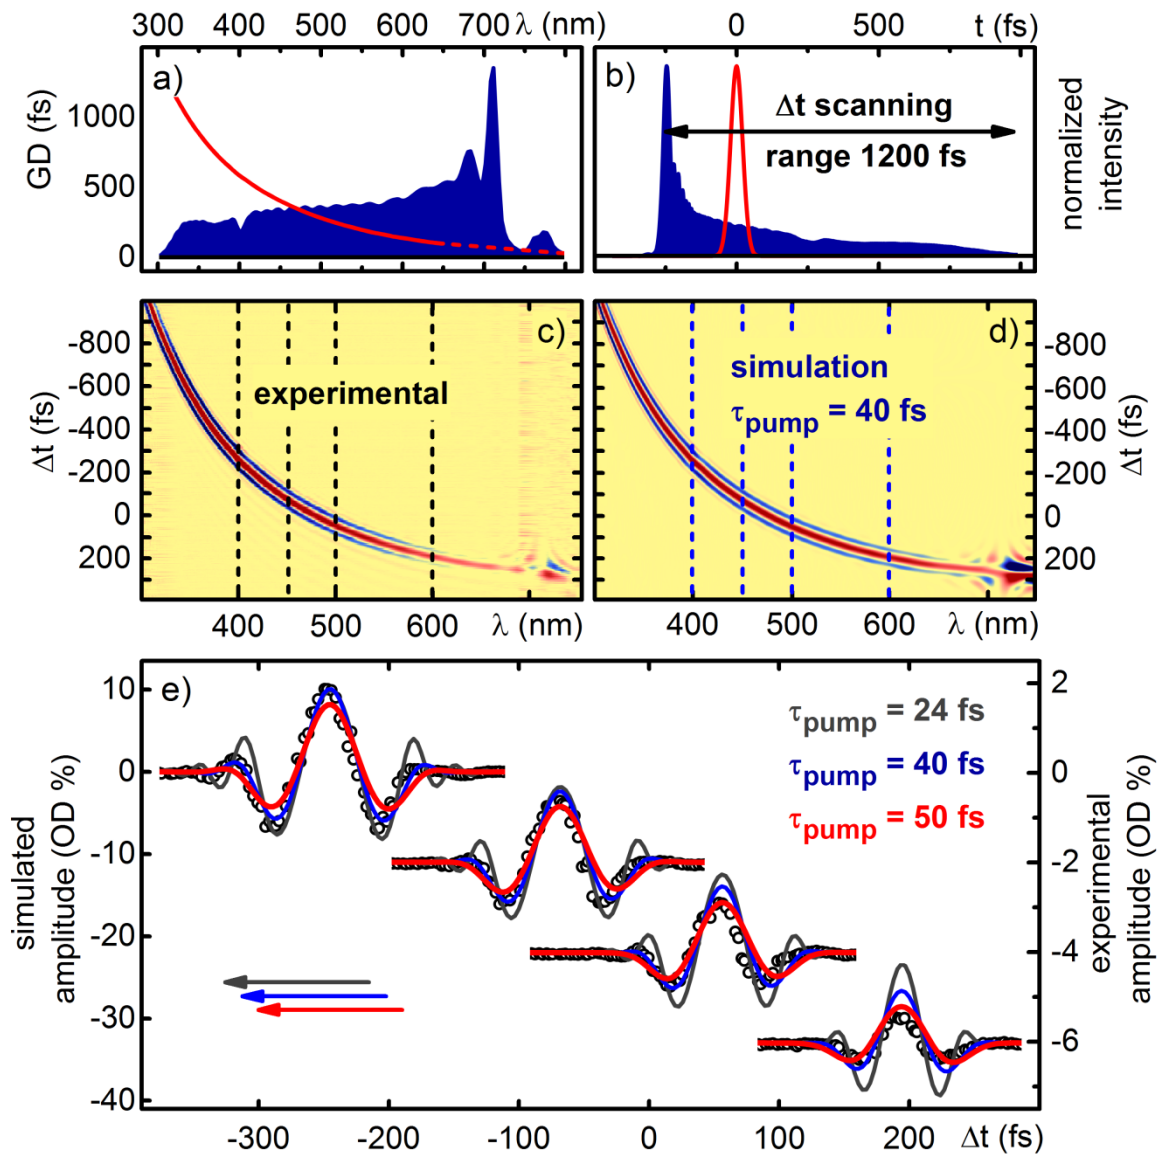 300 400 500 600 700 λ (nm)
0 500 t (fs)
a)
GD (fs)
1000
500
0
b)
Δt scanning
range 1200 fs
normalized
intensity
c)
experimental
Δt (fs)
-800
-600
-400
-200
0
200
400 500 600 λ (nm)
d)
simulation
τpump = 40 fs
-800
-600
-400
-200
0
200
Δt (fs)
400 500 600 λ (nm)
e)
simulated
amplitude (OD %)
10
0
-10
-20
-30
-40
τpump = 24 fs
τpump = 40 fs
τpump = 50 fs
2
0
-2
-4
-6
experimental
amplitude (OD %)
-300 -200 -100 0 100 200 Δt (fs)